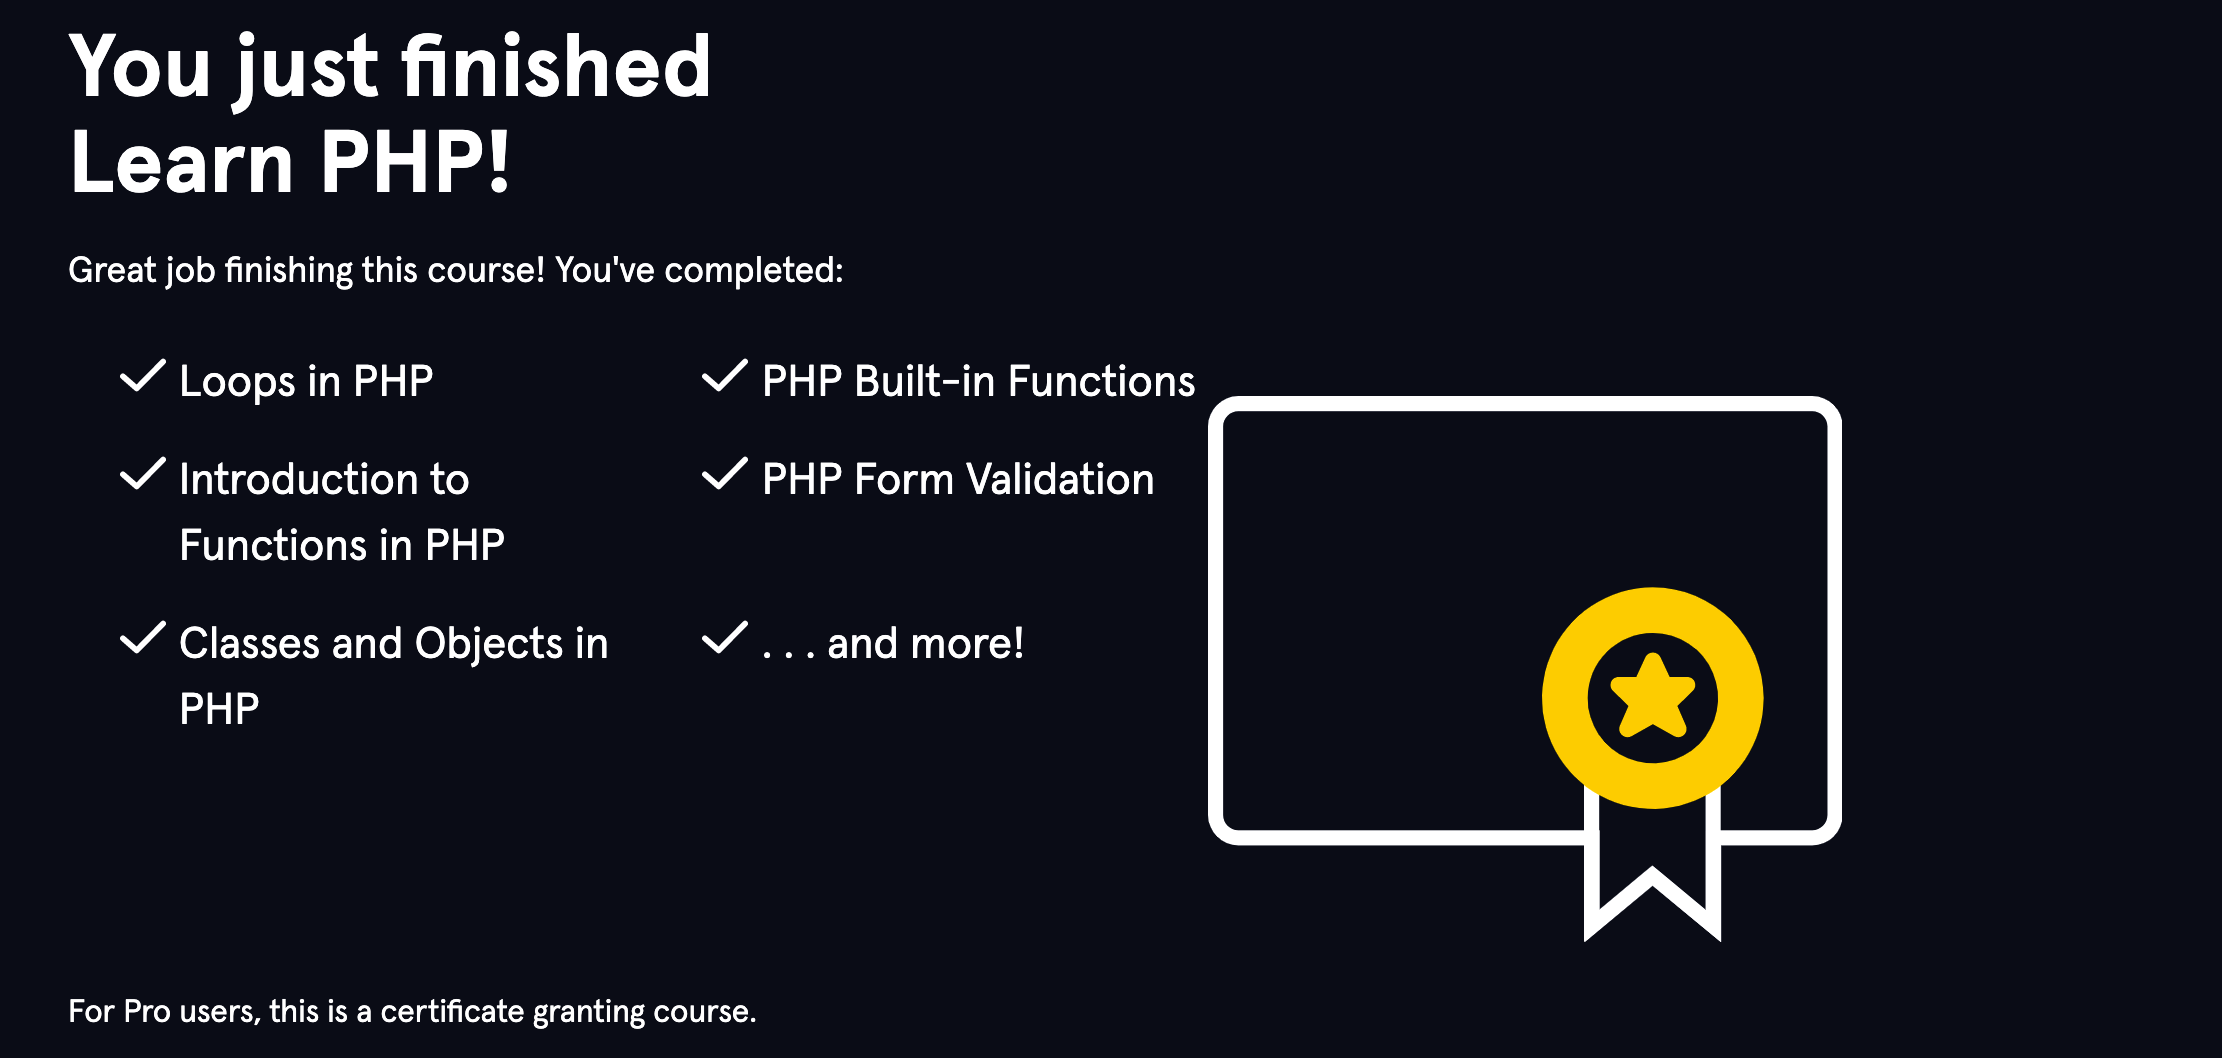 You just finished
Learn PHP!
Great job finishing this course! You've completed:
Loops in PHP
PHP Built-in Functions
Introduction to
Functions in PHP
PHP Form Validation
Classes and Objects in
PHP
. . . and more!
For Pro users, this is a certificate granting course.